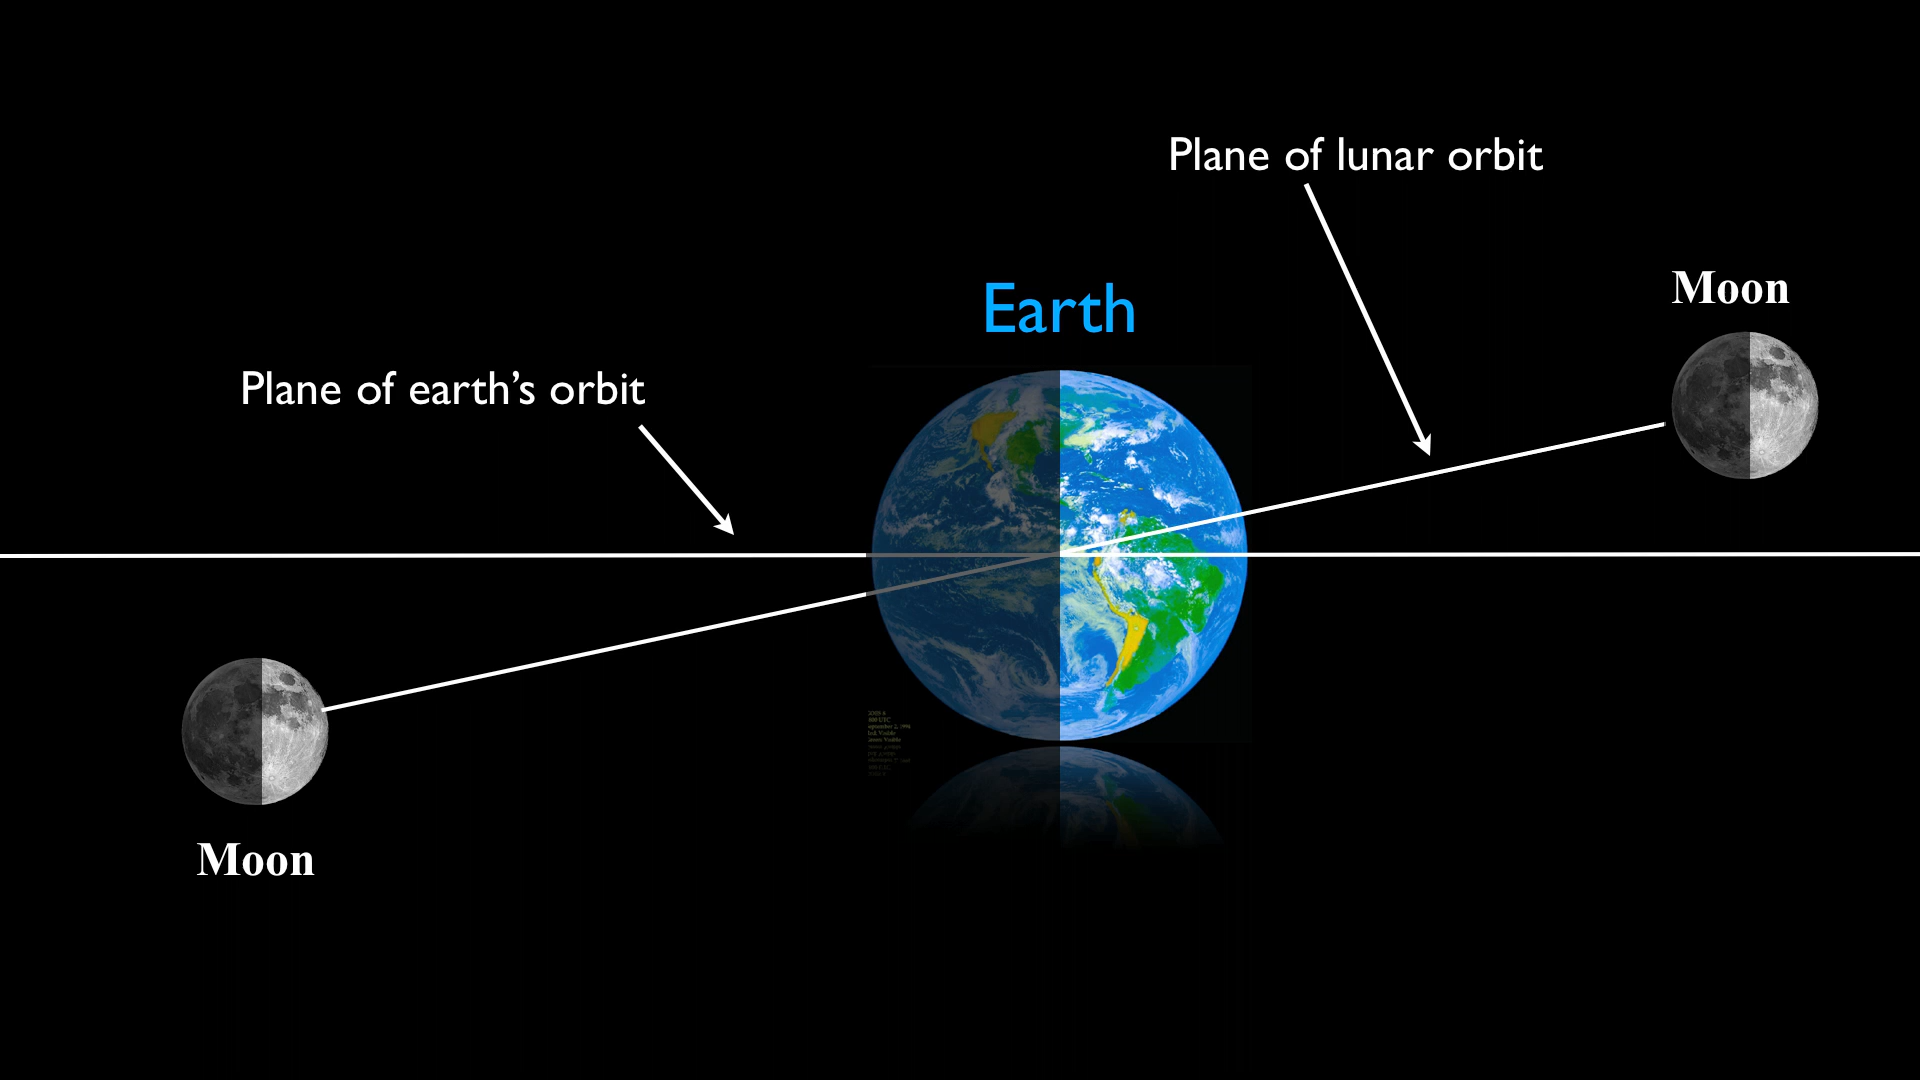 Plane of lunar orbit
Moon
Earth
Plane of earth’s orbit
Moon